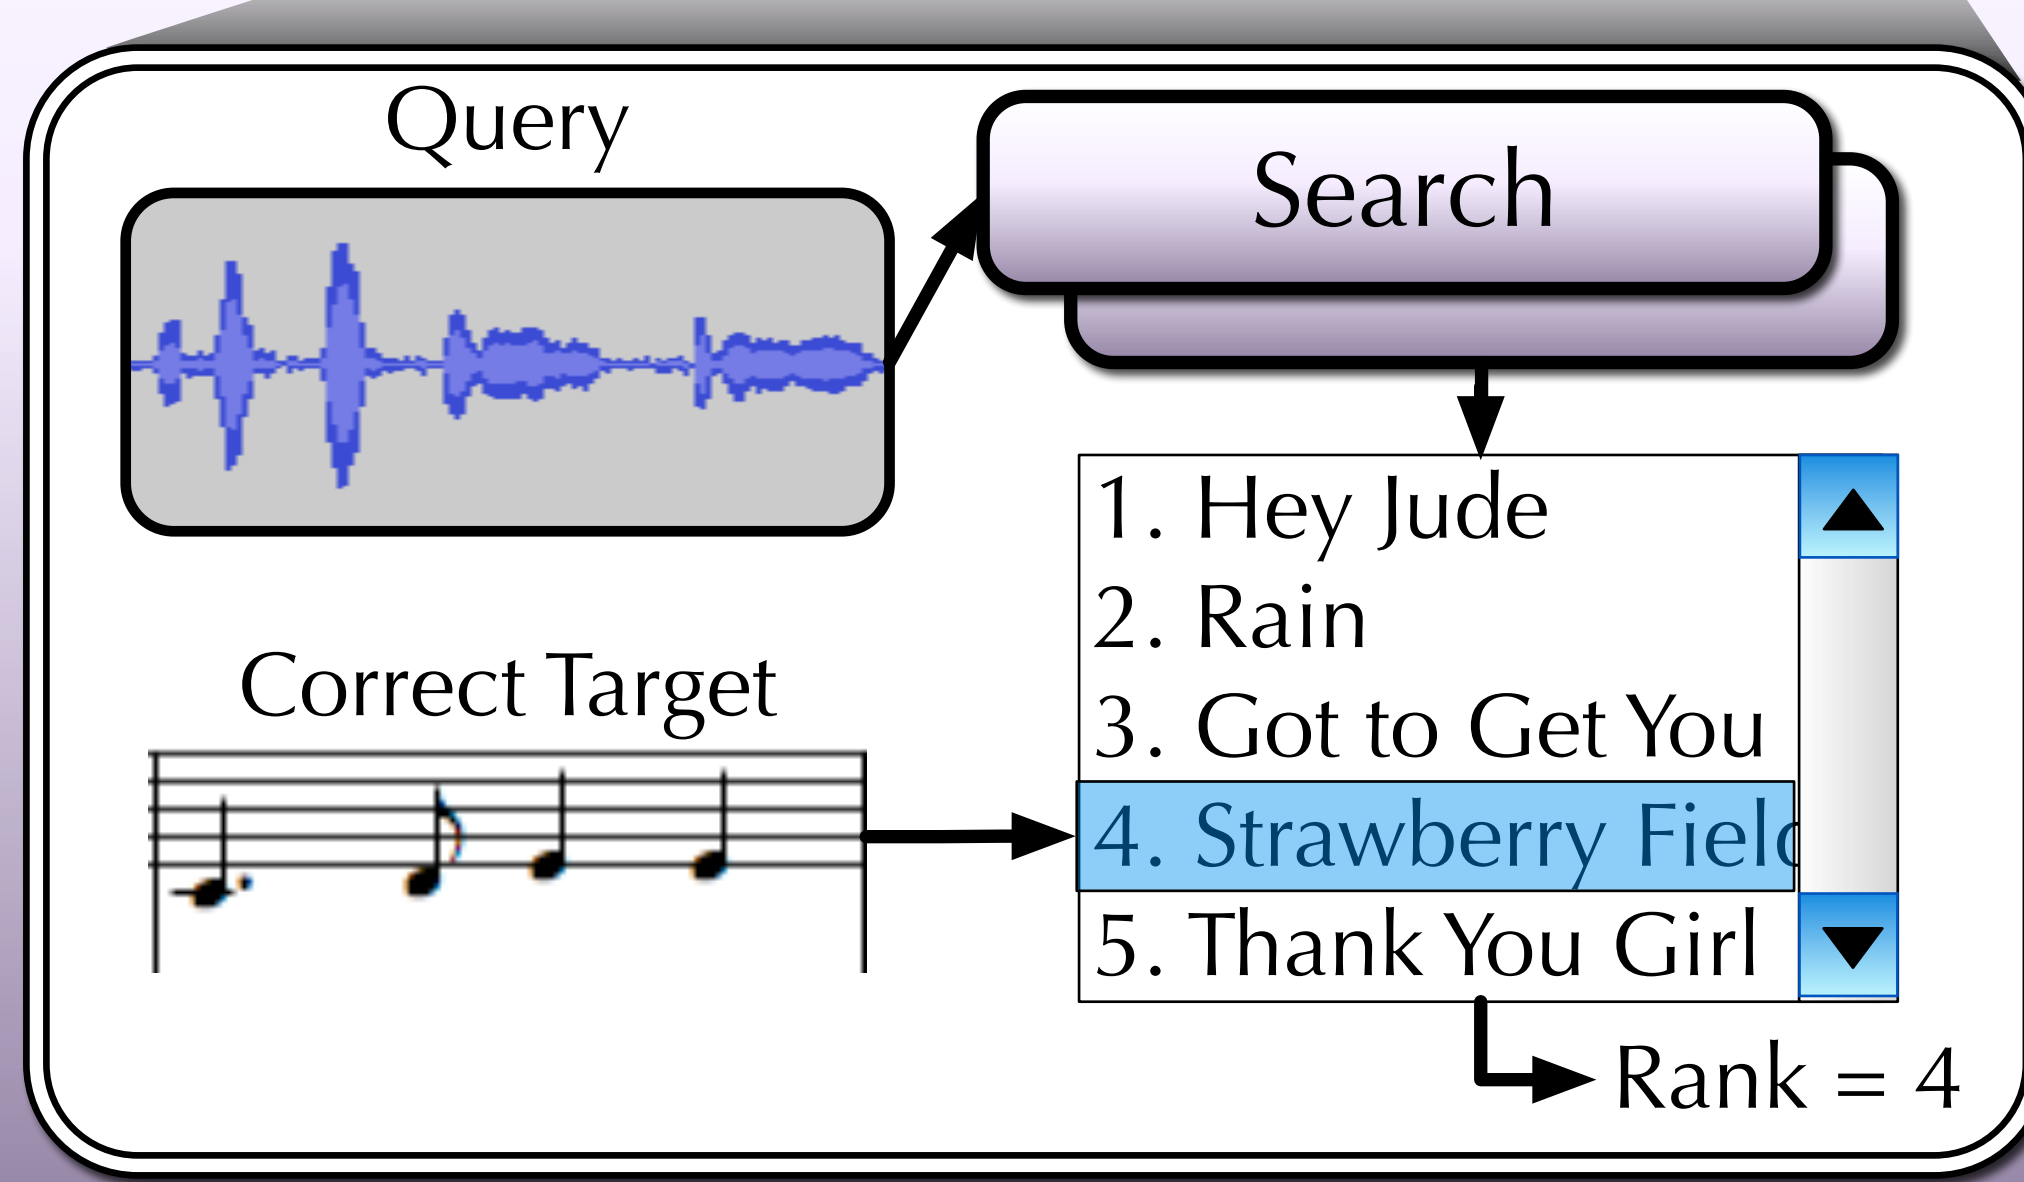 Query
Search
1. Hey Jude
2. Rain
3. Got to Get You
4. Strawberry Field
5. Thank You Girl
Correct Target
Rank = 4